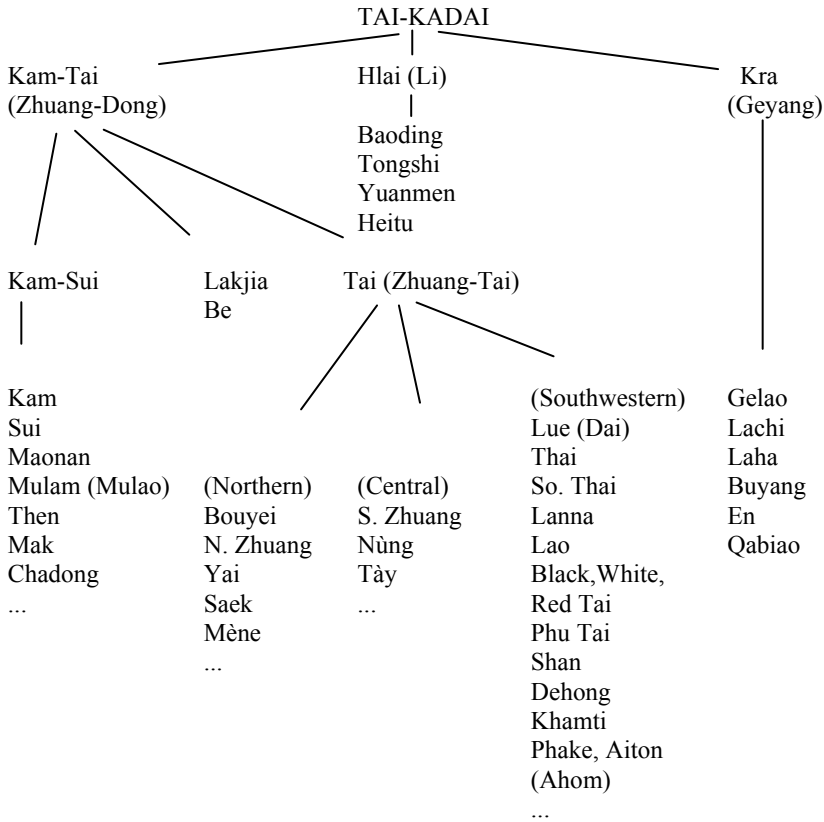 TAI-KADAI
Kam-Tai
(Zhuang-Dong)
Hlai (Li)
Baoding
Tongshi
Yuanmen
Heitu
Kra
(Geyang)
Kam-Sui
Lakjia
Be
Tai (Zhuang-Tai)
Kam
Sui
Maonan
Mulam (Mulao)
Then
Mak
Chadong
...
(Northern)
Bouyei
N. Zhuang
Yai
Saek
Mène
...
(Central)
S. Zhuang
Nùng
Tày
...
(Southwestern)
Lue (Dai)
Thai
So. Thai
Lanna
Lao
Black,White,
Red Tai
Phu Tai
Shan
Dehong
Khamti
Phake, Aiton
(Ahom)
...
Gelao
Lachi
Laha
Buyang
En
Qabiao